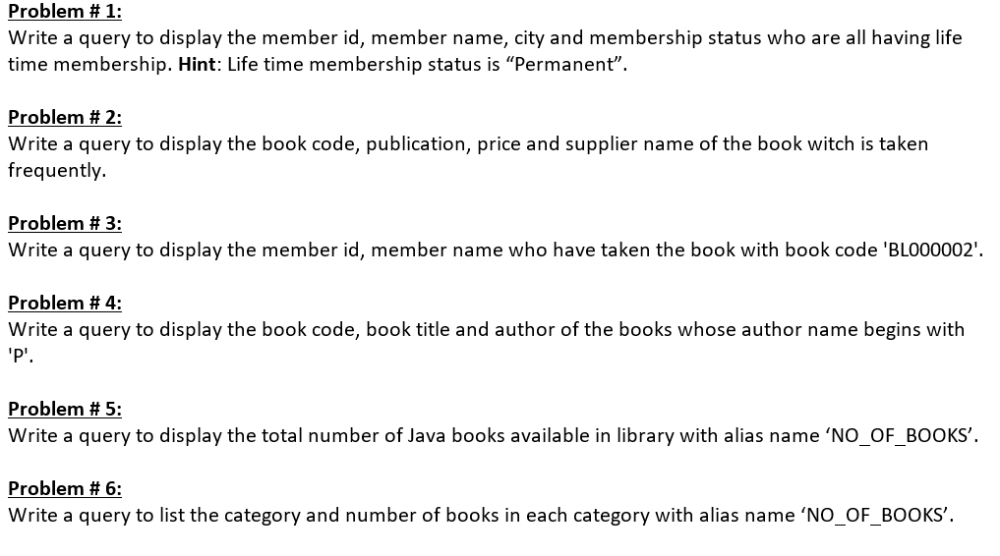 Problem # 1:
Write a query to display the member id, member name, city and membership status who are all having life
time membership. Hint: Life time membership status is “Permanent”.
Problem # 2:
Write a query to display the book code, publication, price and supplier name of the book witch is taken
frequently.
Problem # 3:
Write a query to display the member id, member name who have taken the book with book code 'BL000002'.
Problem # 4:
Write a query to display the book code, book title and author of the books whose author name begins with
'P'.
Problem # 5:
Write a query to display the total number of Java books available in library with alias name ‘NO_OF_BOOKS’.
Problem # 6:
Write a query to list the category and number of books in each category with alias name ‘NO_OF_BOOKS’.